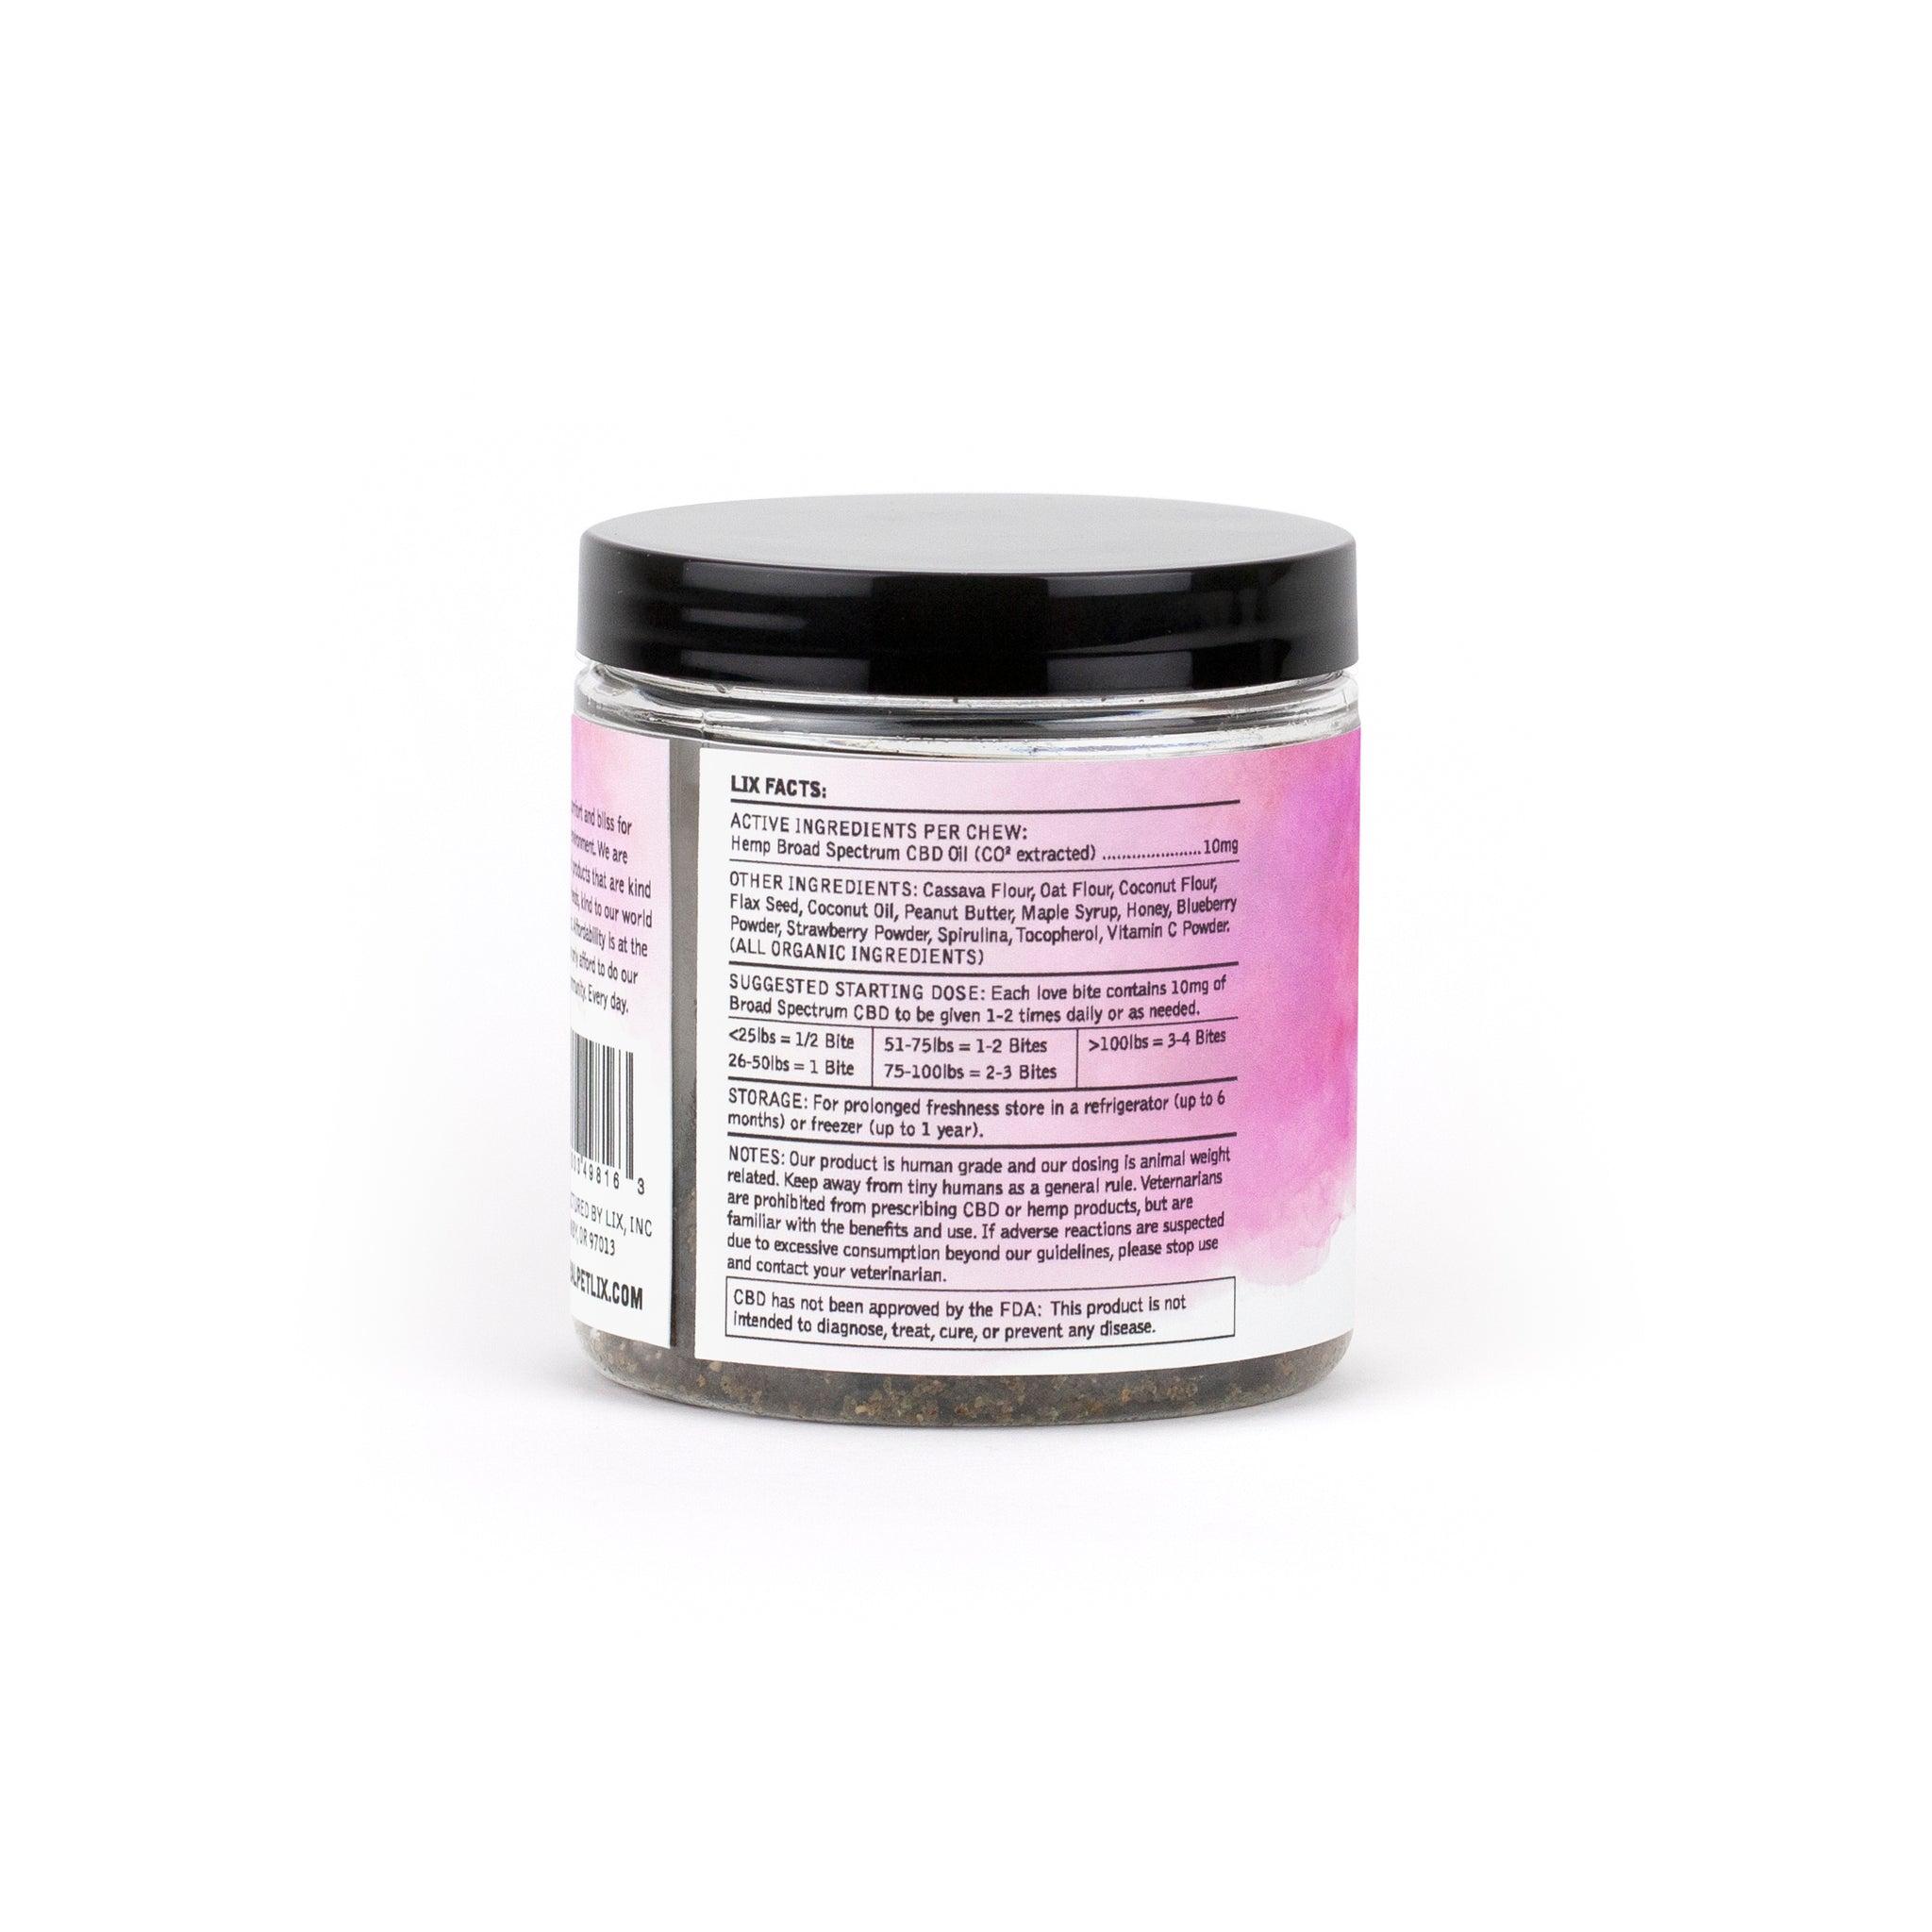 and bliss for
We are
that are kind
kind to our world
Affordability is at the
afford to do our
Every day.
49816 3
BY LIX, INC
OR 97013
PETLIX.COM
LIX FACTS:
ACTIVE INGREDIENTS PER CHEW:
Hemp Broad Spectrum CBD Oil (CO² extracted) ......................10mg
OTHER INGREDIENTS: Cassava Flour, Oat Flour, Coconut Flour,
Flax Seed, Coconut Oil, Peanut Butter, Maple Syrup, Honey, Blueberry
Powder, Strawberry Powder, Spirulina, Tocopherol, Vitamin C Powder.
(ALL ORGANIC INGREDIENTS)
SUGGESTED STARTING DOSE: Each love bite contains 10mg of
Broad Spectrum CBD to be given 1-2 times daily or as needed.
<25lbs = 1/2 Bite
26-50lbs = 1 Bite
51-75lbs = 1-2 Bites
75-100lbs = 2-3 Bites
>100lbs = 3-4 Bites
STORAGE: For prolonged freshness store in a refrigerator (up to 6
months) or freezer (up to 1 year).
NOTES: Our product is human grade and our dosing is animal weight
related. Keep away from tiny humans as a general rule. Veternarians
are prohibited from prescribing CBD or hemp products, but are
familiar with the benefits and use. If adverse reactions are suspected
due to excessive consumption beyond our guidelines, please stop use
and contact your veterinarian.
CBD has not been approved by the FDA: This product is not
intended to diagnose, treat, cure, or prevent any disease.